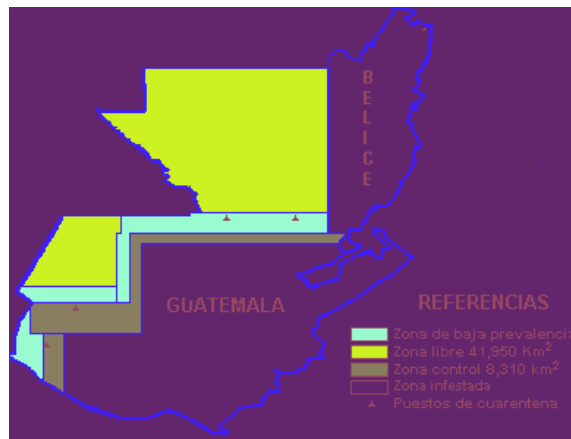 BELICE
GUATEMALA
REFERENCIAS
Zona de baja prevalencia
Zona libre 41,950 Km²
Zona control 8,310 km²
Zona infestada
Puestos de cuarentena